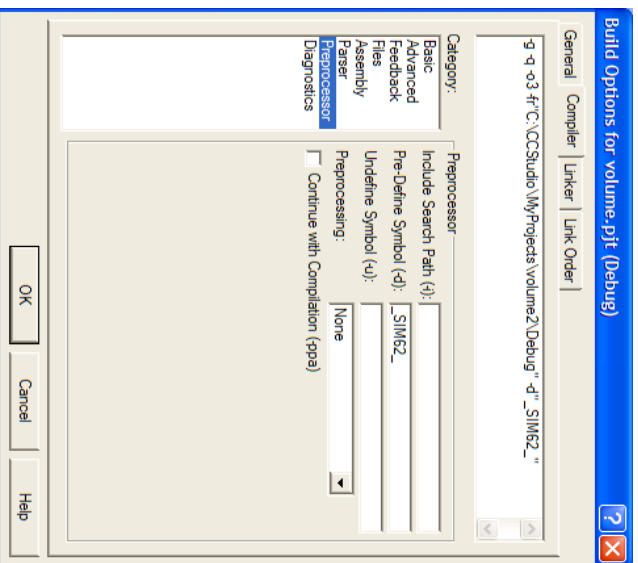 Build Options for volume.pjt (Debug)
General Compiler Linker Link Order
-g -q -o3 -fr"C:\CCStudio\MyProjects\volume2\Debug" -d"_SIM62_"
Category:
Basic
Advanced
Feedback
Files
Assembly
Parser
Preprocessor
Diagnostics
Preprocessor
Include Search Path (-i):
Pre-Define Symbol (-d): _SIM62_
Undefine Symbol (-u):
Preprocessing: None
Continue with Compilation (-ppa)
OK Cancel Help